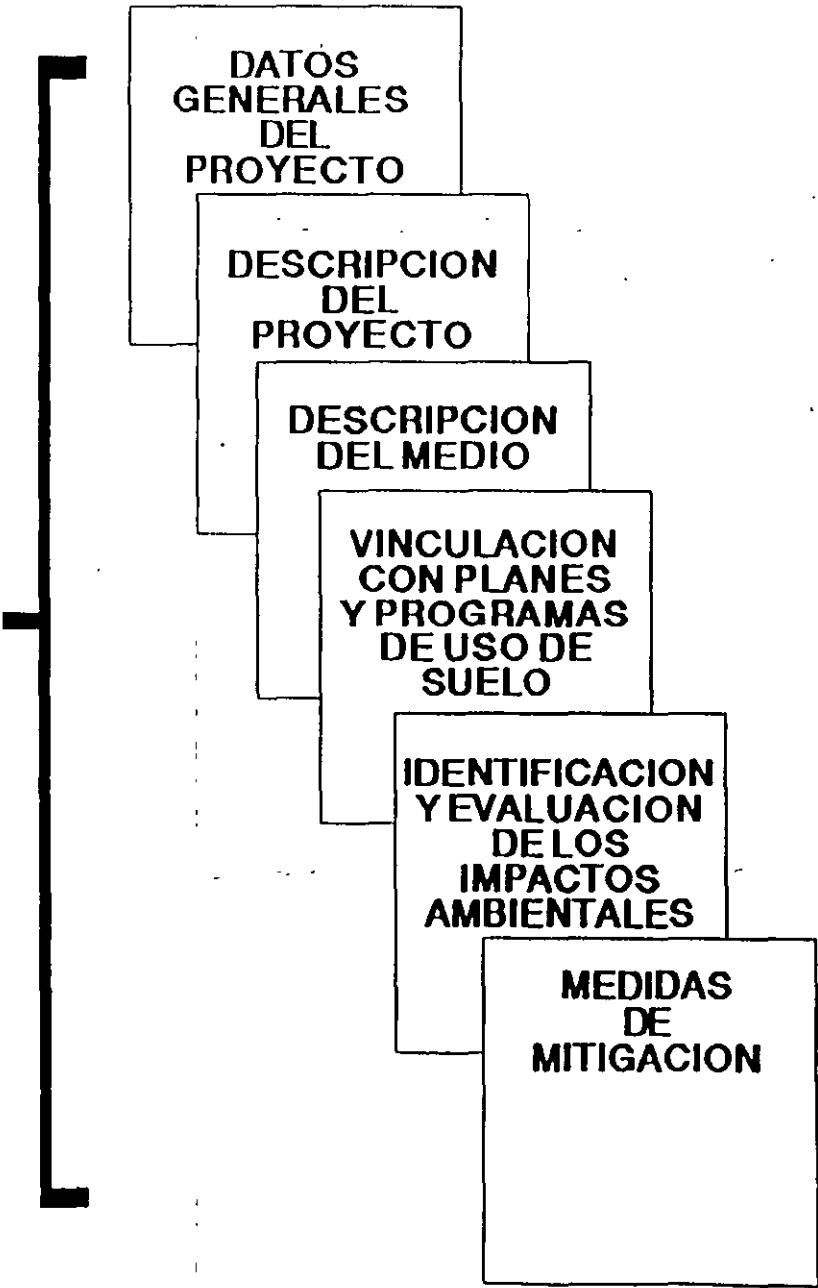 DATOS
GENERALES
DEL
PROYECTO
DESCRIPCION
DEL
PROYECTO
DESCRIPCION
DEL MEDIO
VINCULACION
CON PLANES
Y PROGRAMAS
DE USO DE
SUELO
IDENTIFICACION
Y EVALUACION
DE LOS
IMPACTOS
AMBIENTALES
MEDIDAS
DE
MITIGACION